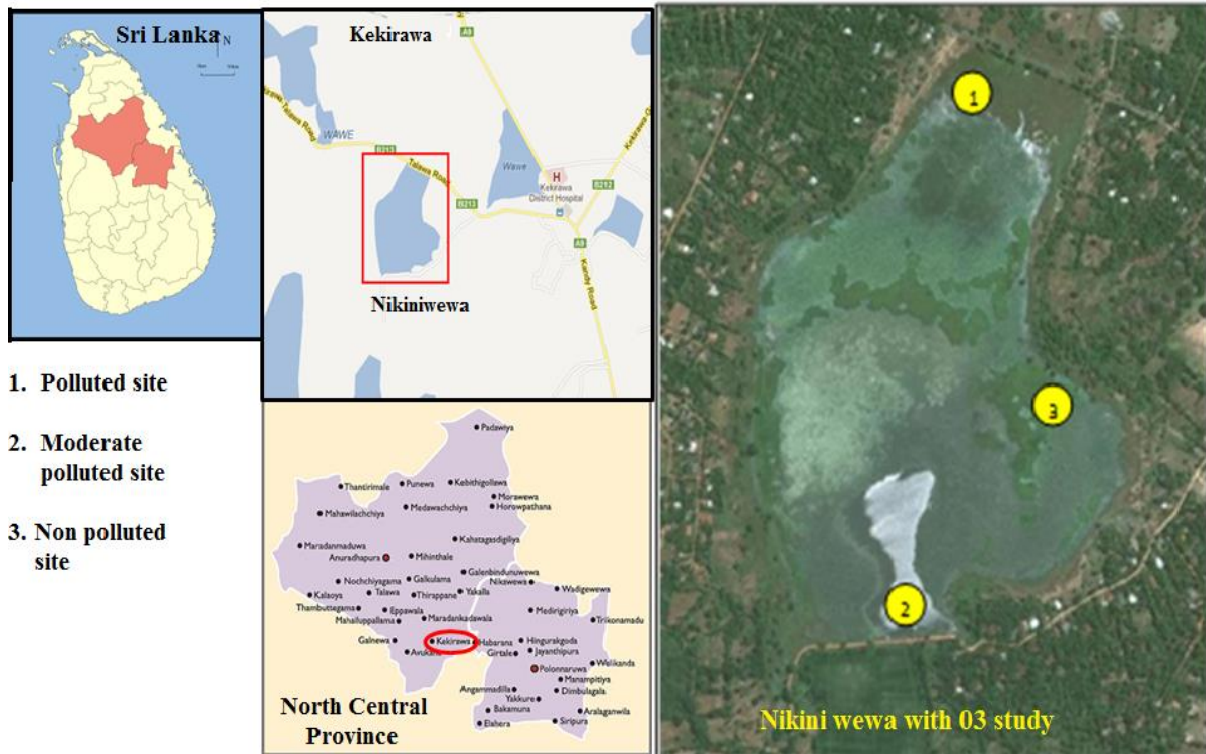 Sri Lanka
N
Kekirawa
A9
WAWE
B213
Talawa Road
Wawe
H
Kekirawa
District Hospital
B212
B213
A9
Kandy Road
Nikiniwewa
1. Polluted site
2. Moderate
polluted site
3. Non polluted
site
Padawiya
Thantirimale
Punewa
Kebithigollawa
Morawewa
Horowpathana
Mahawilachchiya
Medawachchiya
Kahatagasdigiliya
Maradanmaduwa
Anuradhapura
Mihinthale
Galenbindunuwewa
Nikawewa
Wadigewewa
Nochchiyagama
Galkulama
Kalaoya
Talawa
Thirappane
Yakalla
Thambuttegama
Eppawala
Medirigiriya
Trikonamadu
Mahailuppallama
Maradankadawala
Galnewa
Kekirawa
Habarana
Hingurakgoda
Avukana
Girtale
Jayanthipura
Polonnaruwa
Welikanda
Manampitiya
Angammadilla
Dimbulagala
Yakkure
Bakamuna
Aralaganwila
Elahera
Siripura
North Central
Province
1
3
2
Nikini wewa with 03 study